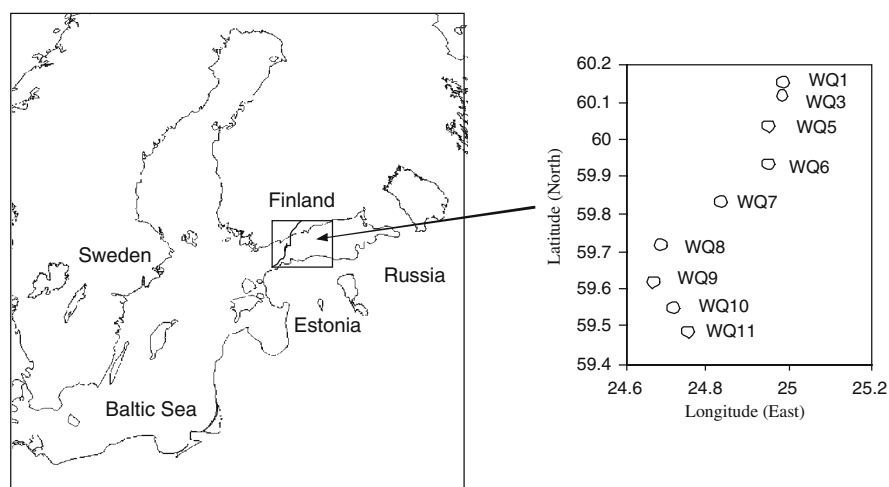 Finland
Sweden
Russia
Estonia
Baltic Sea
Latitude (North)
60.2
60.1
60
59.9
59.8
59.7
59.6
59.5
59.4
WQ1
WQ3
WQ5
WQ6
WQ7
WQ8
WQ9
WQ10
WQ11
24.6 24.8 25 25.2
Longitude (East)